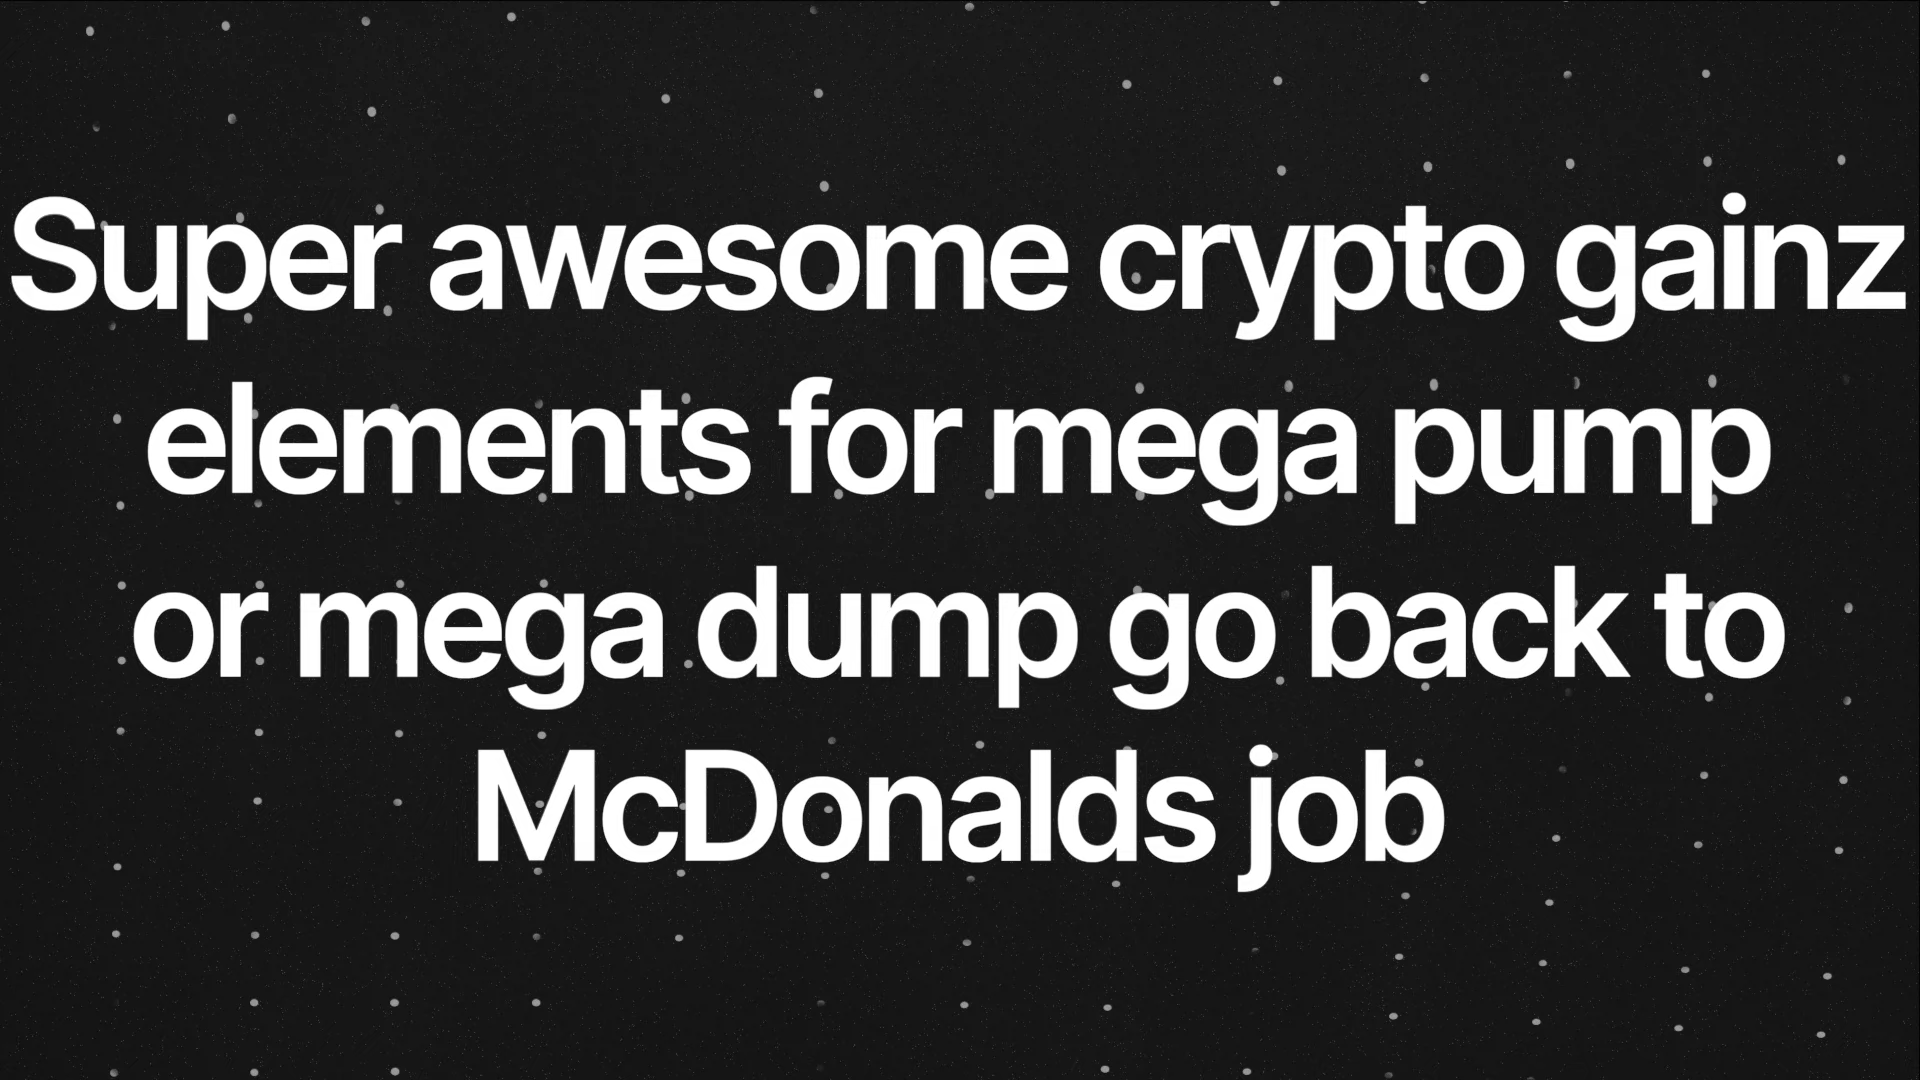 Super awesome crypto gainz
elements for mega pump
or mega dump go back to
McDonalds job